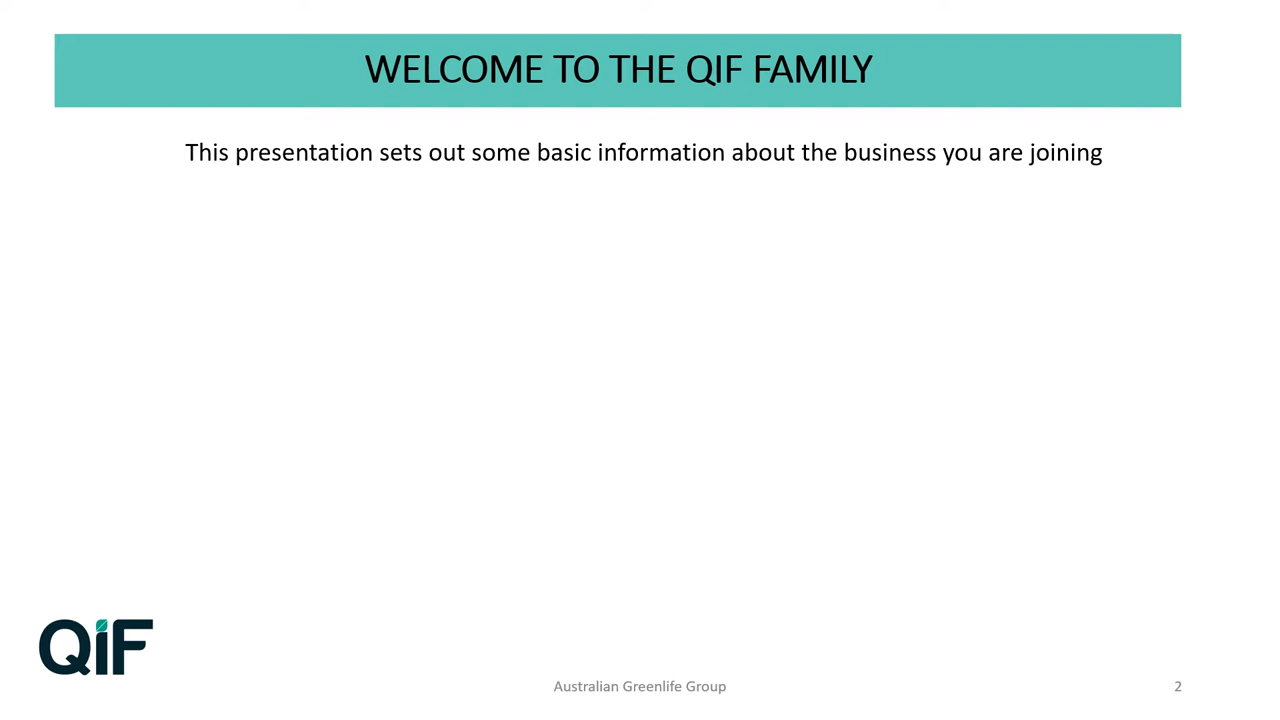 WELCOME TO THE QIF FAMILY
This presentation sets out some basic information about the business you are joining
QiF
Australian Greenlife Group
2